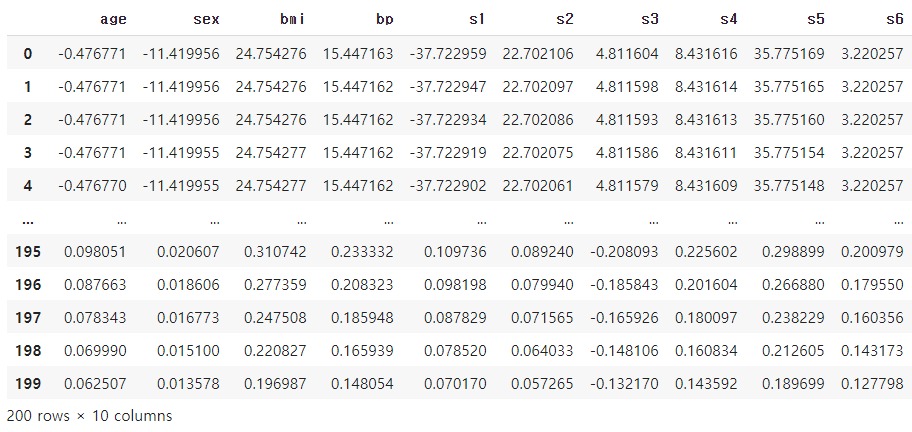 age sex bmi bp s1 s2 s3 s4 s5 s6
0 -0.476771 -11.419956 24.754276 15.447163 -37.722959 22.702106 4.811604 8.431616 35.775169 3.220257
1 -0.476771 -11.419956 24.754276 15.447162 -37.722947 22.702097 4.811598 8.431614 35.775165 3.220257
2 -0.476771 -11.419956 24.754276 15.447162 -37.722934 22.702086 4.811593 8.431613 35.775160 3.220257
3 -0.476771 -11.419955 24.754277 15.447162 -37.722919 22.702075 4.811586 8.431611 35.775154 3.220257
4 -0.476770 -11.419955 24.754277 15.447162 -37.722902 22.702061 4.811579 8.431609 35.775148 3.220257
... ... ... ... ... ... ... ... ... ... ...
195 0.098051 0.020607 0.310742 0.233332 0.109736 0.089240 -0.208093 0.225602 0.298899 0.200979
196 0.087663 0.018606 0.277359 0.208323 0.098198 0.079940 -0.185843 0.201604 0.266880 0.179550
197 0.078343 0.016773 0.247508 0.185948 0.087829 0.071565 -0.165926 0.180097 0.238229 0.160356
198 0.069990 0.015100 0.220827 0.165939 0.078520 0.064033 -0.148106 0.160834 0.212605 0.143173
199 0.062507 0.013578 0.196987 0.148054 0.070170 0.057265 -0.132170 0.143592 0.189699 0.127798
200 rows × 10 columns